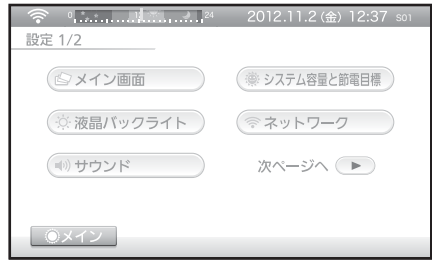 0 12 24 2012.11.2(金) 12:37 S01
設定 1/2
メイン画面
システム容量と節電目標
液晶バックライト
ネットワーク
サウンド
次ページへ
メイン